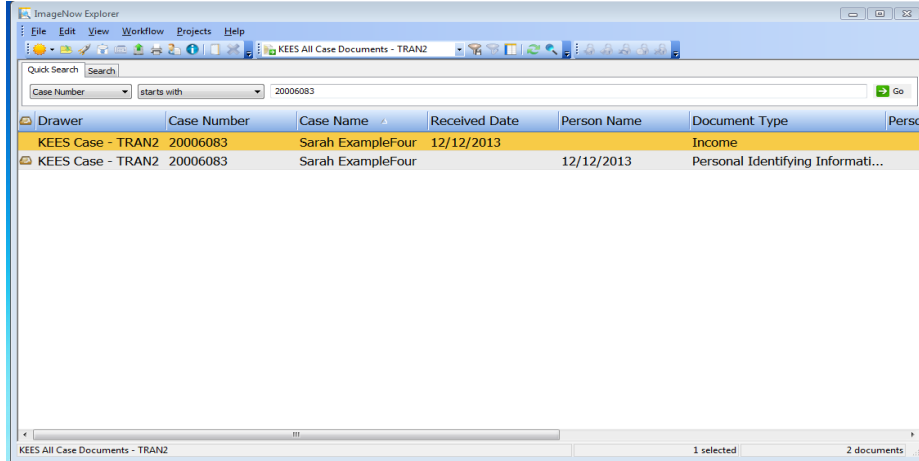 ImageNow Explorer
File Edit View Workflow Projects Help
KEES All Case Documents - TRAN2
Quick Search Search
Case Number starts with 20006083 Go
Drawer Case Number Case Name Received Date Person Name Document Type Perso
KEES Case - TRAN2 20006083 Sarah ExampleFour 12/12/2013 Income
KEES Case - TRAN2 20006083 Sarah ExampleFour 12/12/2013 Personal Identifying Informati...
KEES All Case Documents - TRAN2 1 selected 2 documents